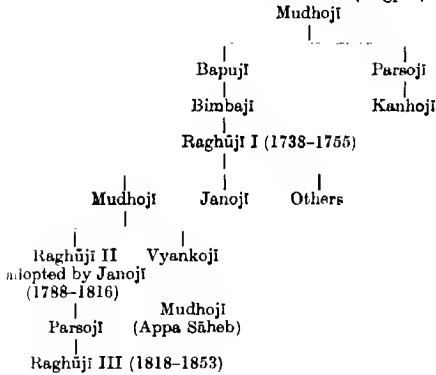 Mudhojī
Bapujī Parsojī
Bimbajī Kanhojī
Raghūjī I (1738–1755)
Mudhojī Janojī Others
Raghūjī II Vyankojī
adopted by Janojī
(1788–1816) Mudhojī
Parsojī (Appa Sāheb)
Raghūjī III (1818–1853)